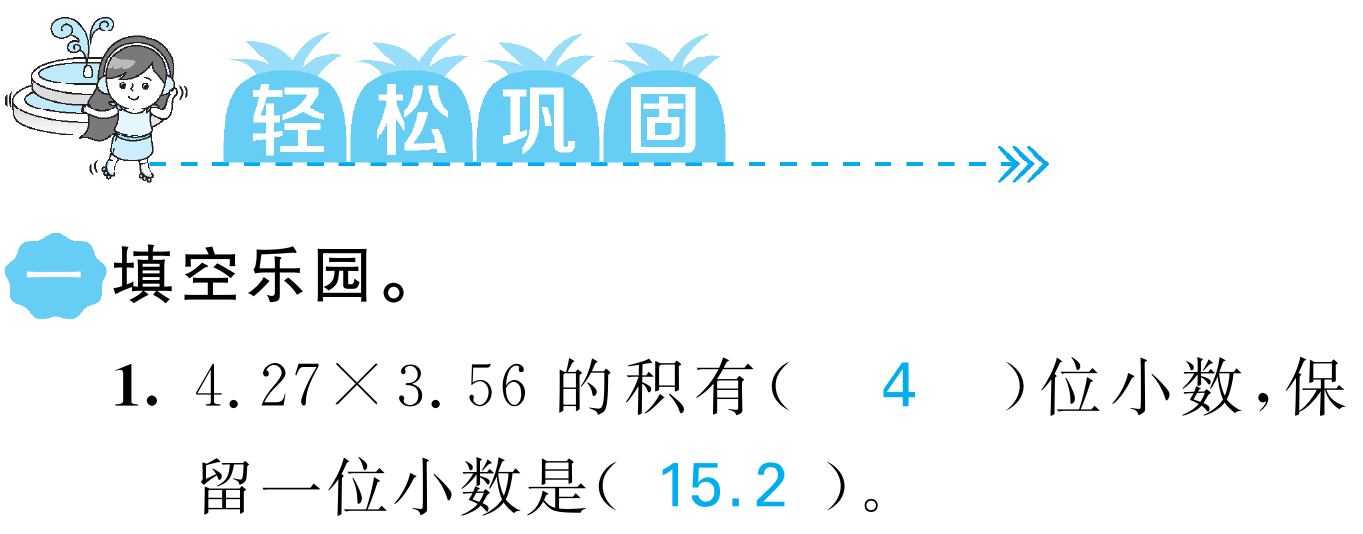 轻松巩固
一 填空乐园。
1. 4.27×3.56 的积有( 4 )位小数,保
留一位小数是( 15.2 )。